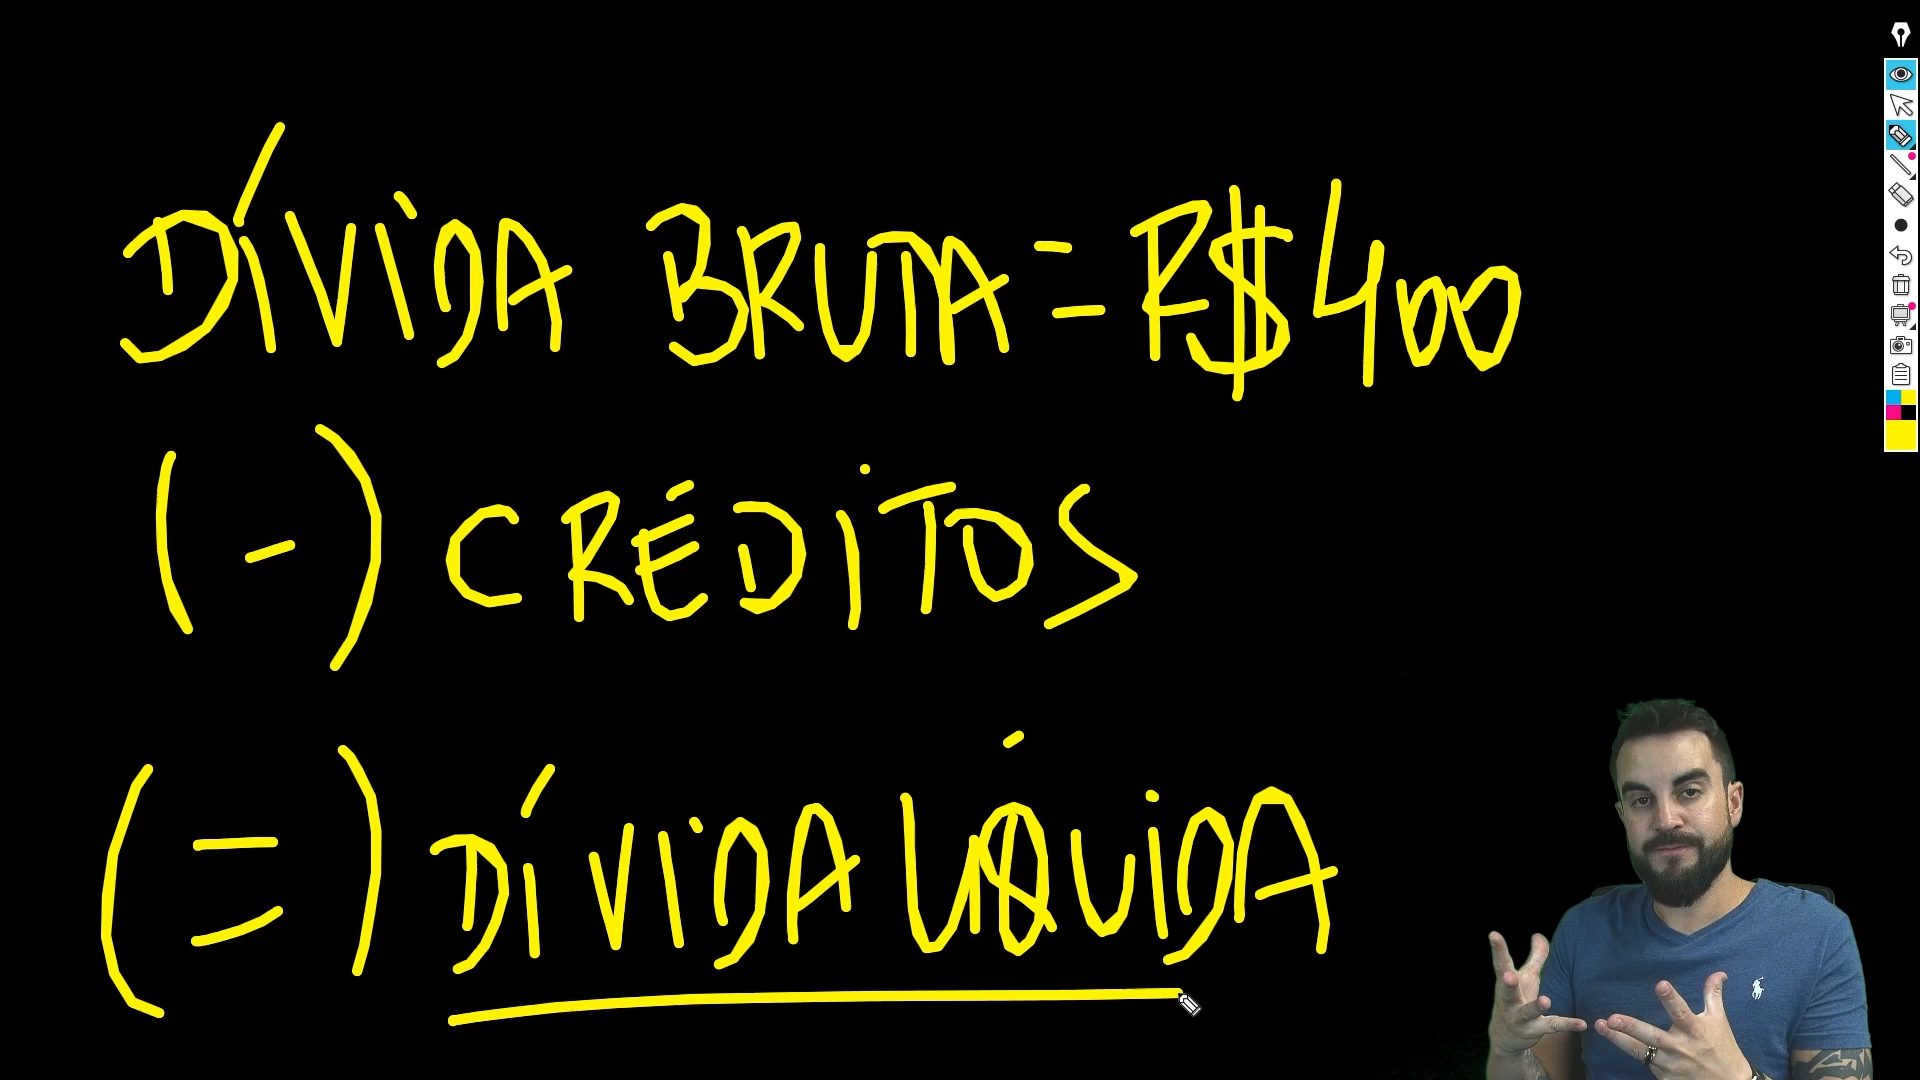 DÍVIDA BRUTA = R$400
(-) CRÉDITOS
(=) DÍVIDA LÍQUIDA